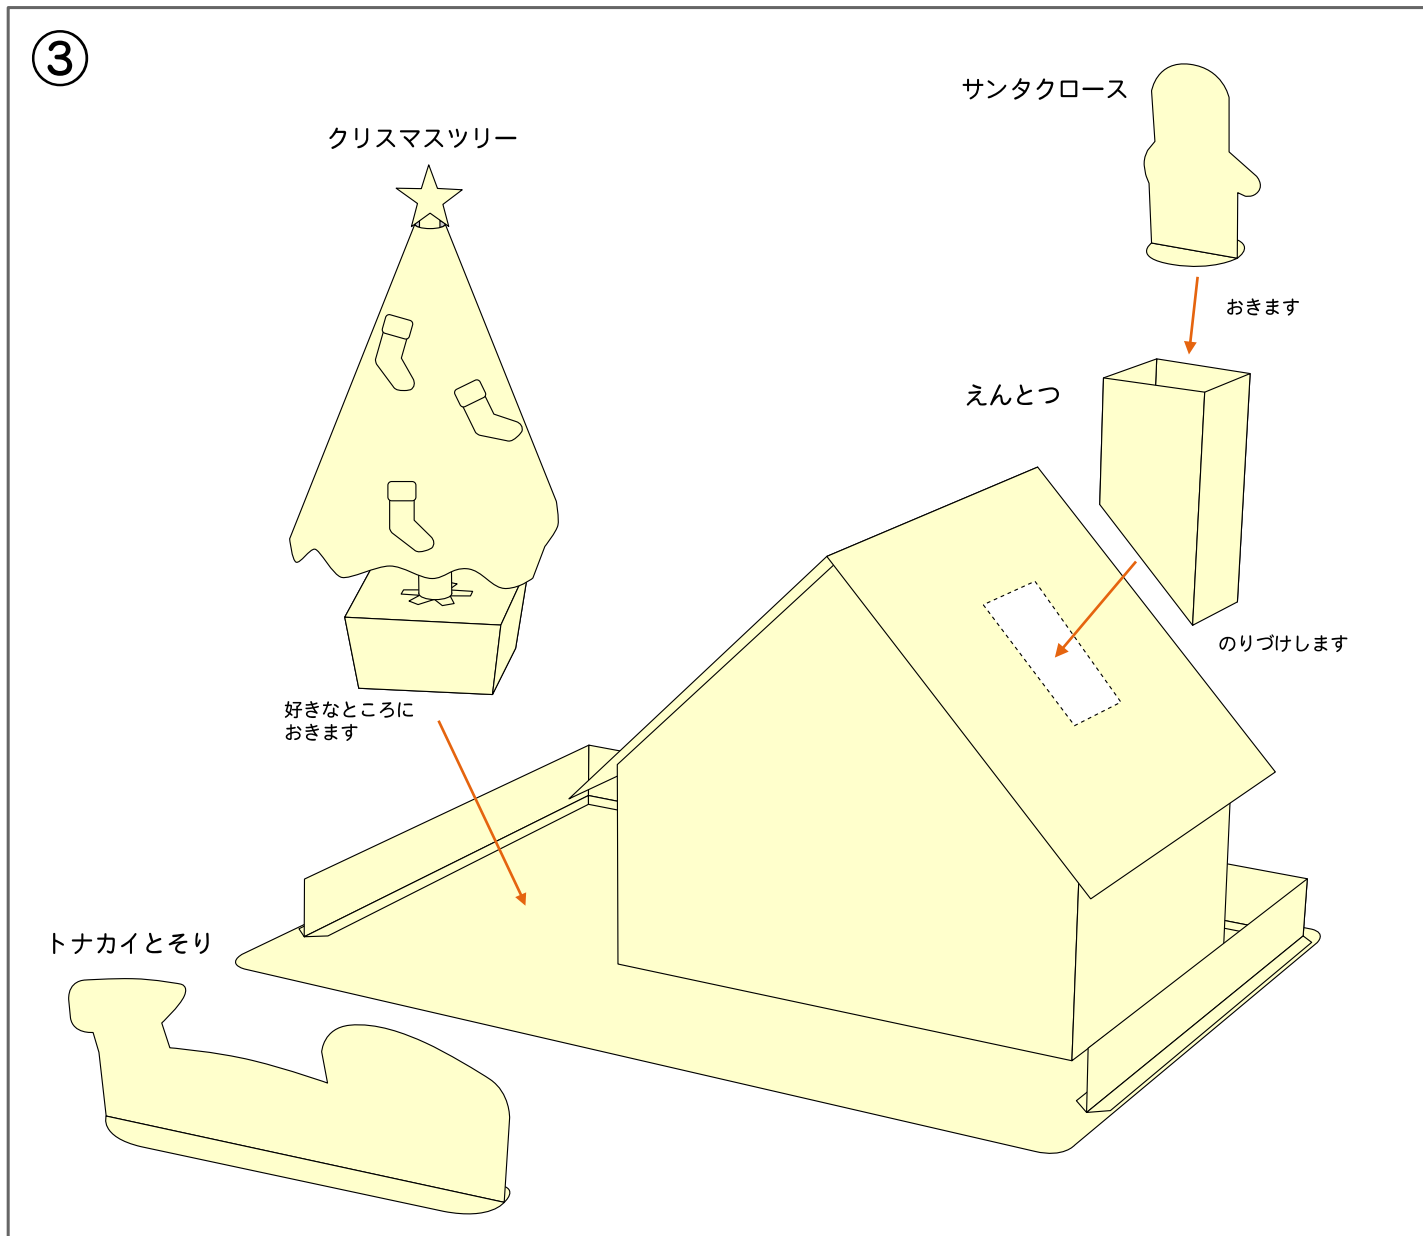 ③
サンタクロース
クリスマスツリー
おきます
えんとつ
のりづけします
好きなところに
おきます
トナカイとそり